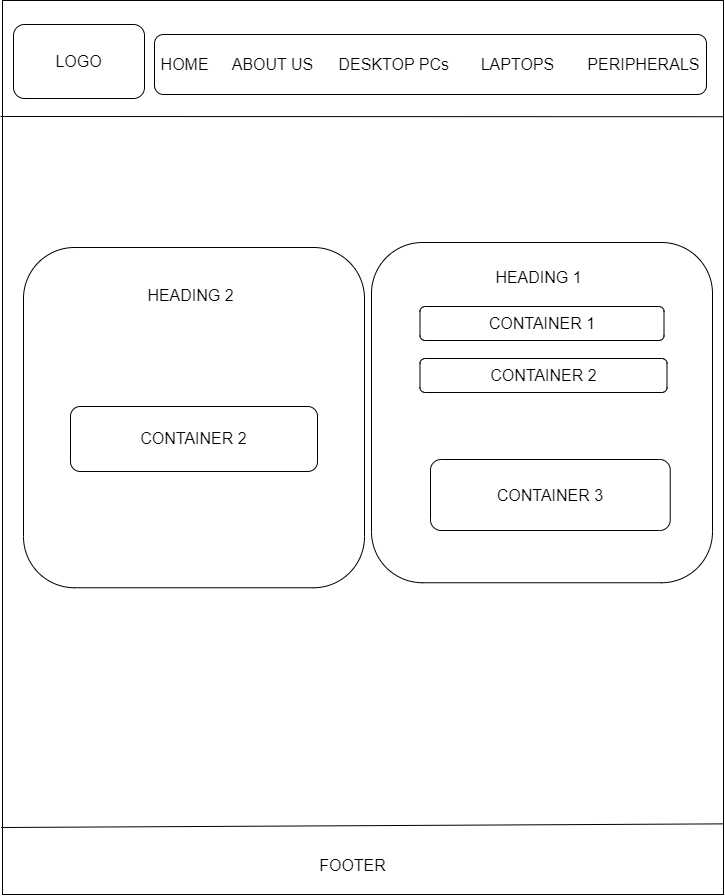 LOGO
HOME ABOUT US DESKTOP PCs LAPTOPS PERIPHERALS
HEADING 2
CONTAINER 2
HEADING 1
CONTAINER 1
CONTAINER 2
CONTAINER 3
FOOTER